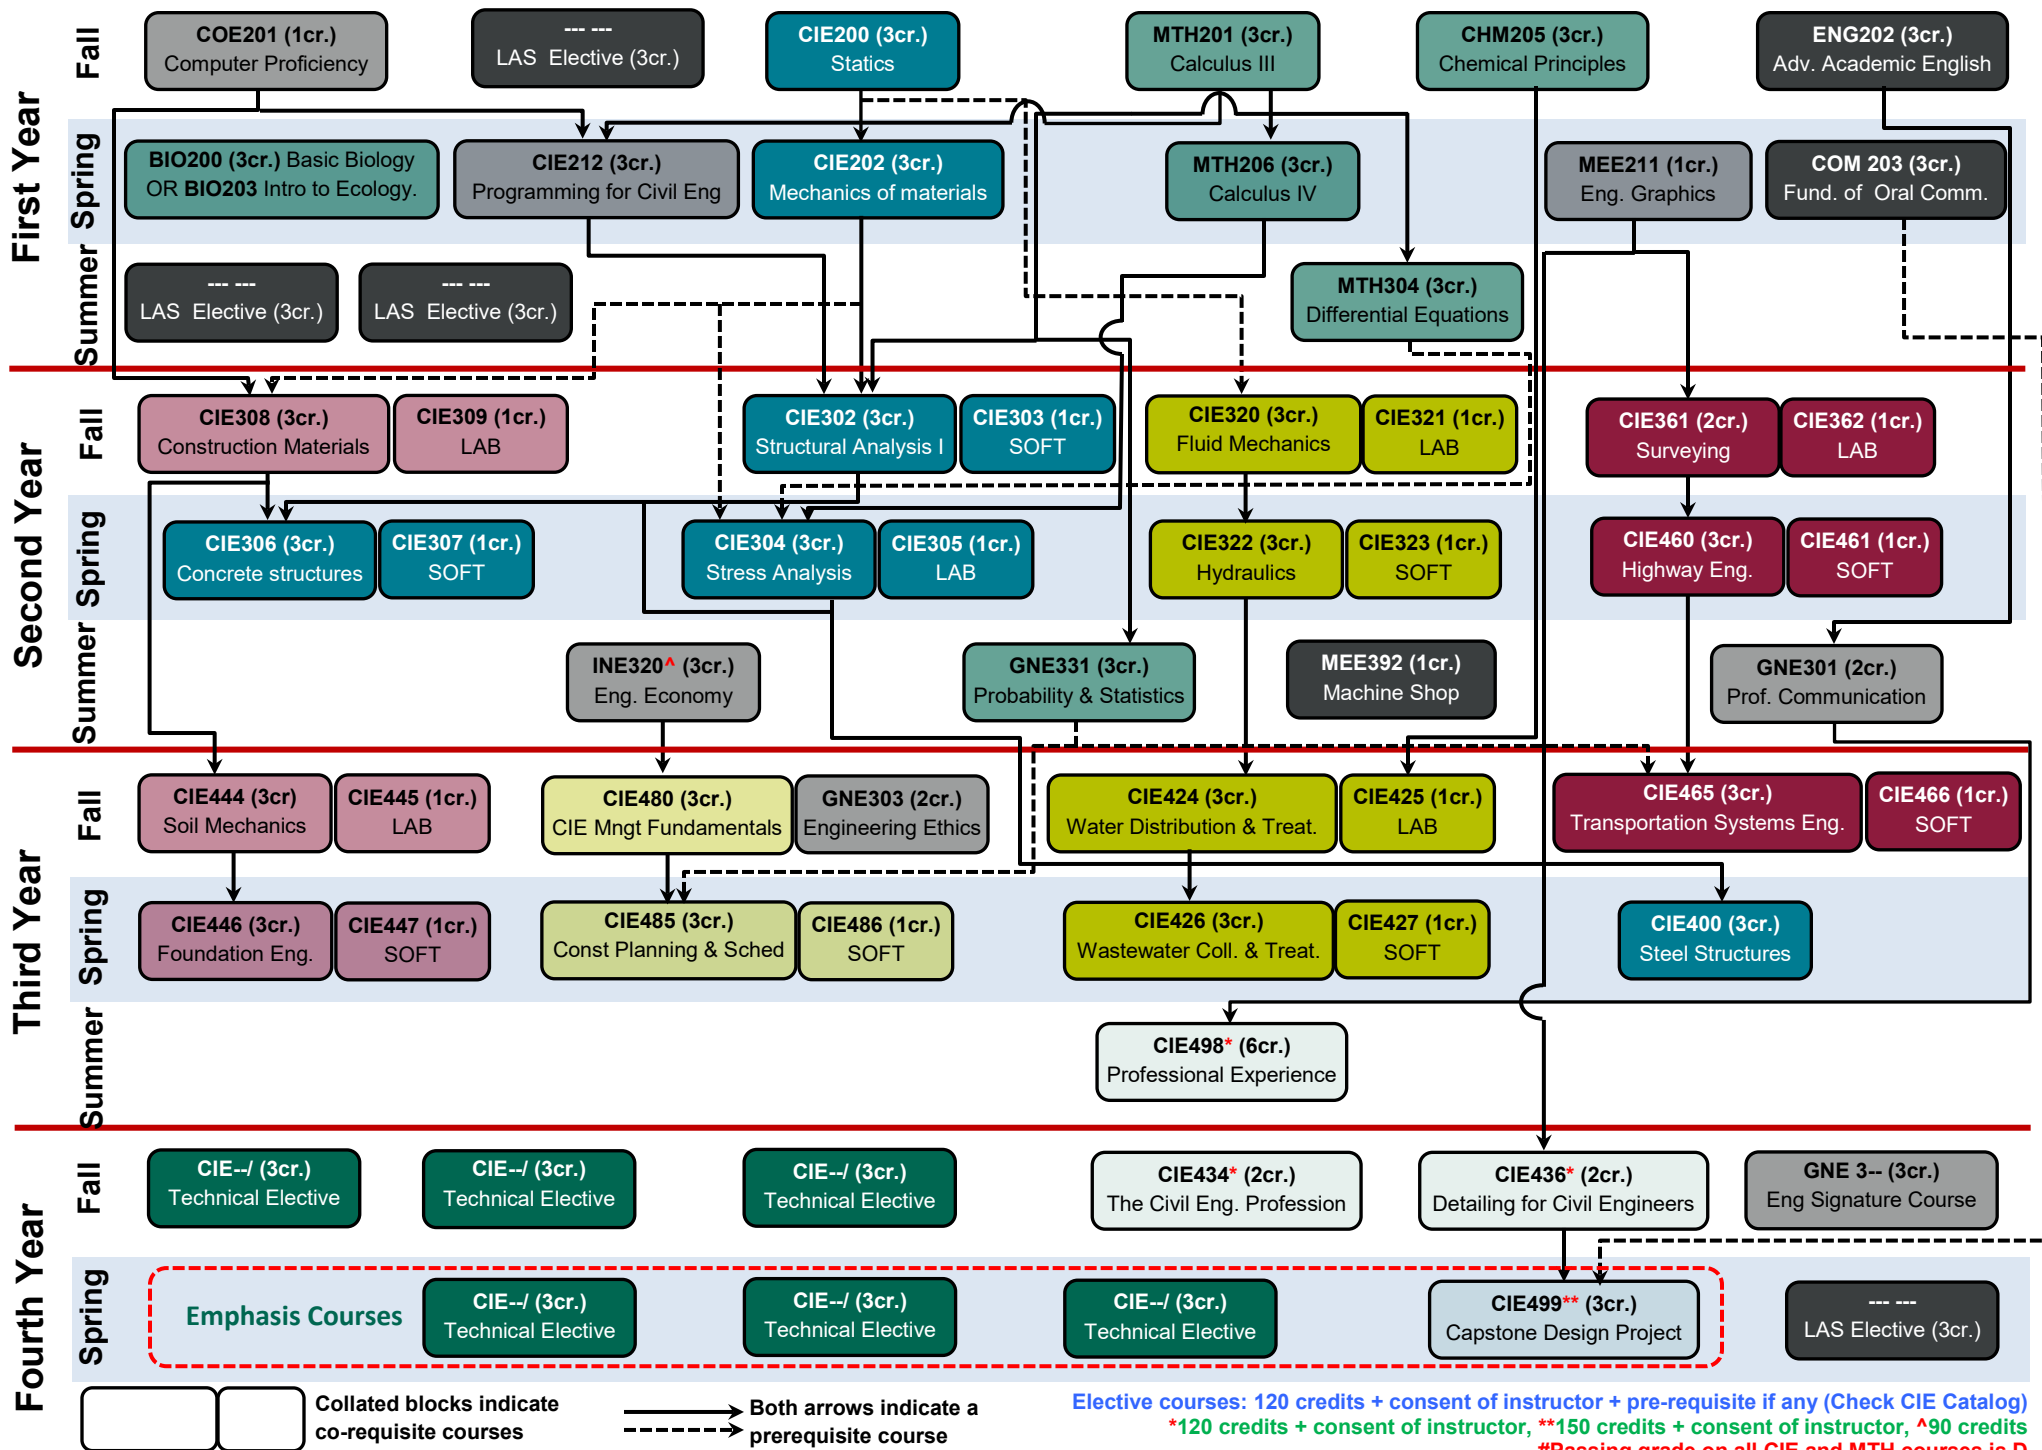 First Year
Fall
COE201 (1cr.)
Computer Proficiency
--- ---
LAS  Elective (3cr.)
CIE200 (3cr.)
Statics
MTH201 (3cr.)
Calculus III
CHM205 (3cr.)
Chemical Principles
ENG202 (3cr.)
Adv. Academic English
Spring
BIO200 (3cr.) Basic Biology
OR BIO203 Intro to Ecology.
CIE212 (3cr.)
Programming for Civil Eng
CIE202 (3cr.)
Mechanics of materials
MTH206 (3cr.)
Calculus IV
MEE211 (1cr.)
Eng. Graphics
COM 203 (3cr.)
Fund. of  Oral Comm.
Summer
--- ---
LAS  Elective (3cr.)
--- ---
LAS  Elective (3cr.)
MTH304 (3cr.)
Differential Equations
Second Year
Fall
CIE308 (3cr.)
Construction Materials
CIE309 (1cr.)
LAB
CIE302 (3cr.)
Structural Analysis I
CIE303 (1cr.)
SOFT
CIE320 (3cr.)
Fluid Mechanics
CIE321 (1cr.)
LAB
CIE361 (2cr.)
Surveying
CIE362 (1cr.)
LAB
Spring
CIE306 (3cr.)
Concrete structures
CIE307 (1cr.)
SOFT
CIE304 (3cr.)
Stress Analysis
CIE305 (1cr.)
LAB
CIE322 (3cr.)
Hydraulics
CIE323 (1cr.)
SOFT
CIE460 (3cr.)
Highway Eng.
CIE461 (1cr.)
SOFT
Summer
INE320^ (3cr.)
Eng. Economy
GNE331 (3cr.)
Probability & Statistics
MEE392 (1cr.)
Machine Shop
GNE301 (2cr.)
Prof. Communication
Third Year
Fall
CIE444 (3cr)
Soil Mechanics
CIE445 (1cr.)
LAB
CIE480 (3cr.)
CIE Mngt Fundamentals
GNE303 (2cr.)
Engineering Ethics
CIE424 (3cr.)
Water Distribution & Treat.
CIE425 (1cr.)
LAB
CIE465 (3cr.)
Transportation Systems Eng.
CIE466 (1cr.)
SOFT
Spring
CIE446 (3cr.)
Foundation Eng.
CIE447 (1cr.)
SOFT
CIE485 (3cr.)
Const Planning & Sched
CIE486 (1cr.)
SOFT
CIE426 (3cr.)
Wastewater Coll. & Treat.
CIE427 (1cr.)
SOFT
CIE400 (3cr.)
Steel Structures
Summer
CIE498* (6cr.)
Professional Experience
Fourth Year
Fall
CIE--/ (3cr.)
Technical Elective
CIE--/ (3cr.)
Technical Elective
CIE--/ (3cr.)
Technical Elective
CIE434* (2cr.)
The Civil Eng. Profession
CIE436* (2cr.)
Detailing for Civil Engineers
GNE 3-- (3cr.)
Eng Signature Course
Spring
Emphasis Courses
CIE--/ (3cr.)
Technical Elective
CIE--/ (3cr.)
Technical Elective
CIE--/ (3cr.)
Technical Elective
CIE499** (3cr.)
Capstone Design Project
--- ---
LAS Elective (3cr.)
Collated blocks indicate
co-requisite courses
Both arrows indicate a
prerequisite course
Elective courses: 120 credits + consent of instructor + pre-requisite if any (Check CIE Catalog)
*120 credits + consent of instructor, **150 credits + consent of instructor, ^90 credits
#Passing grade on all CIE and MTH courses is D